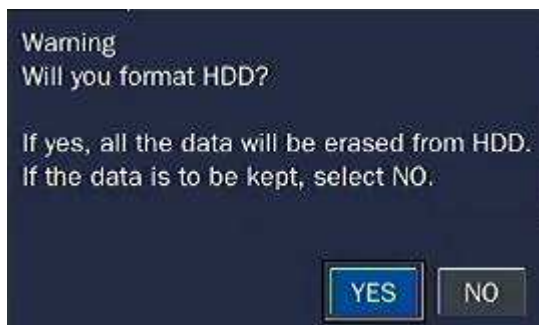 Warning
Will you format HDD?
If yes, all the data will be erased from HDD.
If the data is to be kept, select NO.
YES NO